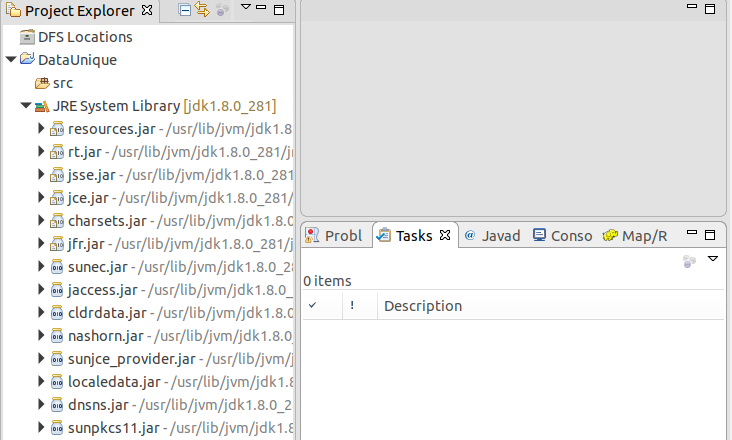 Project Explorer
DFS Locations
DataUnique
src
JRE System Library [jdk1.8.0_281]
resources.jar - /usr/lib/jvm/jdk1.8
rt.jar - /usr/lib/jvm/jdk1.8.0_281/j
jsse.jar - /usr/lib/jvm/jdk1.8.0_281
jce.jar - /usr/lib/jvm/jdk1.8.0_281/
charsets.jar - /usr/lib/jvm/jdk1.8.0
jfr.jar - /usr/lib/jvm/jdk1.8.0_281/j
sunec.jar - /usr/lib/jvm/jdk1.8.0_28
jaccess.jar - /usr/lib/jvm/jdk1.8.0_
cldrdata.jar - /usr/lib/jvm/jdk1.8.0
nashorn.jar - /usr/lib/jvm/jdk1.8.0_
sunjce_provider.jar - /usr/lib/jvm/j
localedata.jar - /usr/lib/jvm/jdk1.8
dnsns.jar - /usr/lib/jvm/jdk1.8.0_2
sunpkcs11.jar - /usr/lib/jvm/jdk1.8
Probl Tasks @ Javad Conso Map/R
0 items
! Description